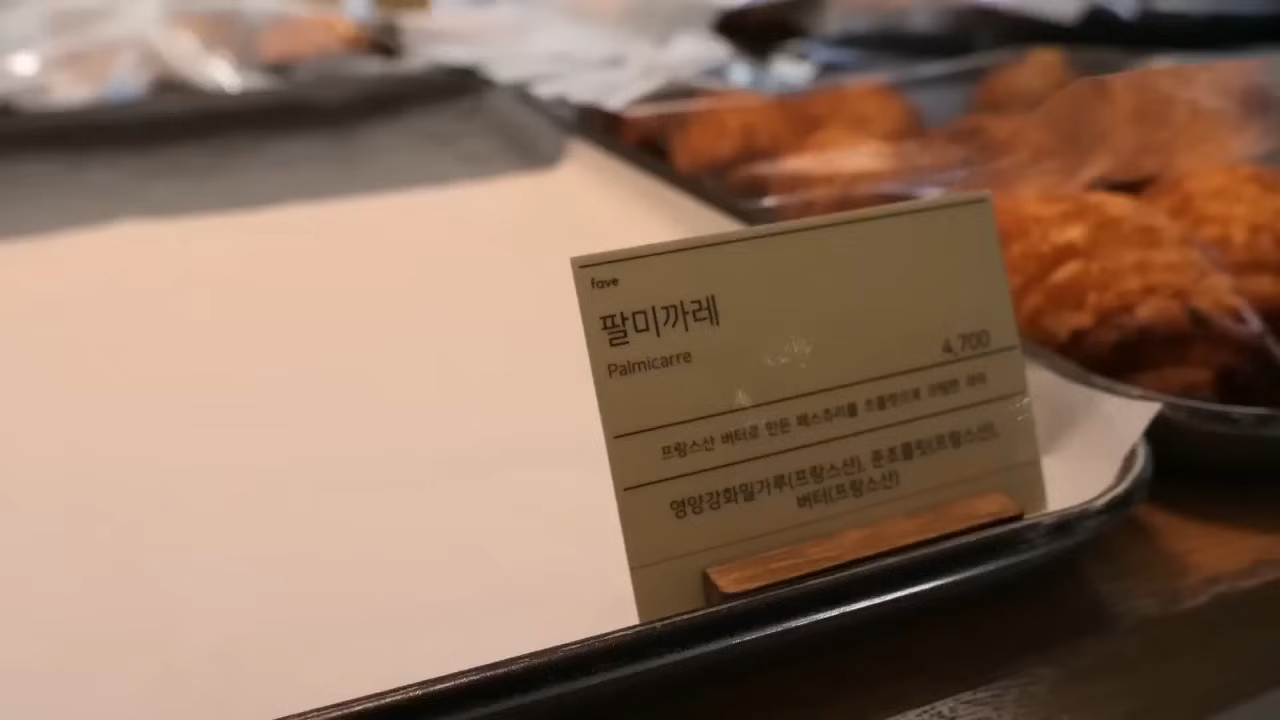 fave
팔미까레
Palmicarre
4,700
프랑스산 버터로 만든 페스츄리를 초콜릿으로 코팅한 과자
영양강화밀가루(프랑스산), 준초콜릿(프랑스산),
버터(프랑스산)